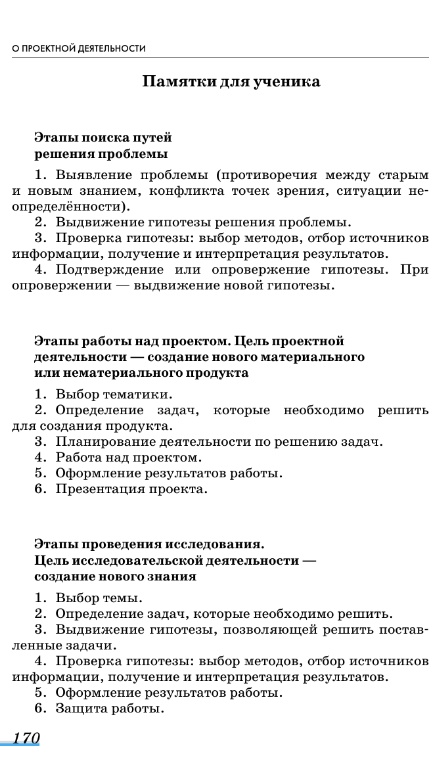 О ПРОЕКТНОЙ ДЕЯТЕЛЬНОСТИ
Памятки для ученика
Этапы поиска путей
решения проблемы
1. Выявление проблемы (противоречия между старым
и новым знанием, конфликта точек зрения, ситуации не-
определённости).
2. Выдвижение гипотезы решения проблемы.
3. Проверка гипотезы: выбор методов, отбор источников
информации, получение и интерпретация результатов.
4. Подтверждение или опровержение гипотезы. При
опровержении — выдвижение новой гипотезы.
Этапы работы над проектом. Цель проектной
деятельности — создание нового материального
или нематериального продукта
1. Выбор тематики.
2. Определение задач, которые необходимо решить
для создания продукта.
3. Планирование деятельности по решению задач.
4. Работа над проектом.
5. Оформление результатов работы.
6. Презентация проекта.
Этапы проведения исследования.
Цель исследовательской деятельности —
создание нового знания
1. Выбор темы.
2. Определение задач, которые необходимо решить.
3. Выдвижение гипотезы, позволяющей решить постав-
ленные задачи.
4. Проверка гипотезы: выбор методов, отбор источников
информации, получение и интерпретация результатов.
5. Оформление результатов работы.
6. Защита работы.
170